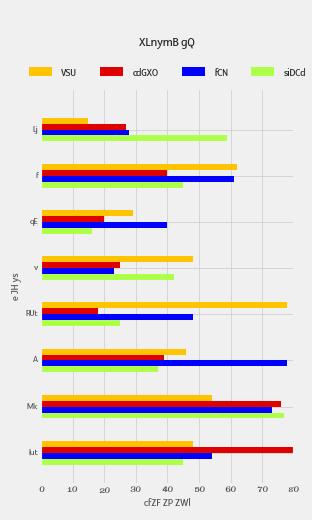 XLnymB gQ
VSU cdGXO fCN siDCd
Lj
f
qE
v
RUt
A
Mk
Iut
e JH ys
0 10 20 30 40 50 60 70 80
cfZF ZP ZWl